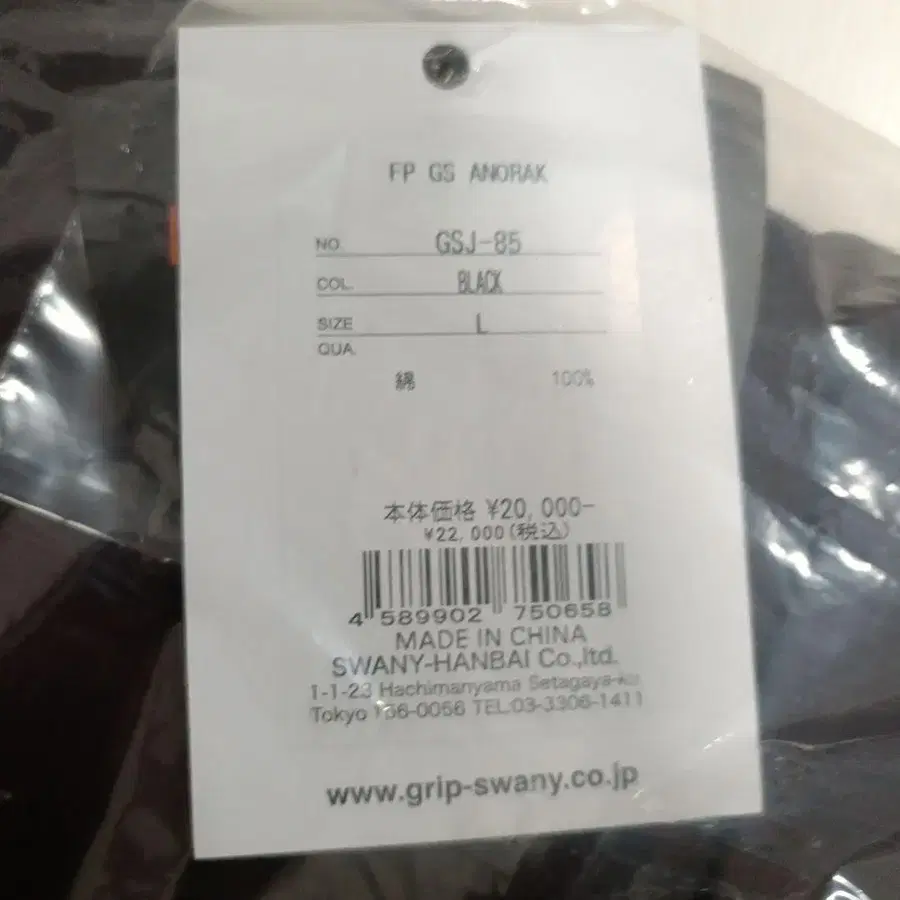 FP GS ANORAK
NO. GSJ-85
COL. BLACK
SIZE L
QUA.
綿 100%
本体価格 ¥20,000-
¥22,000(税込)
4 589902 750658
MADE IN CHINA
SWANY-HANBAI Co.,ltd.
1-1-23 Hachimanyama Setagaya-ku
Tokyo 156-0056 TEL:03-3306-1411
www.grip-swany.co.jp